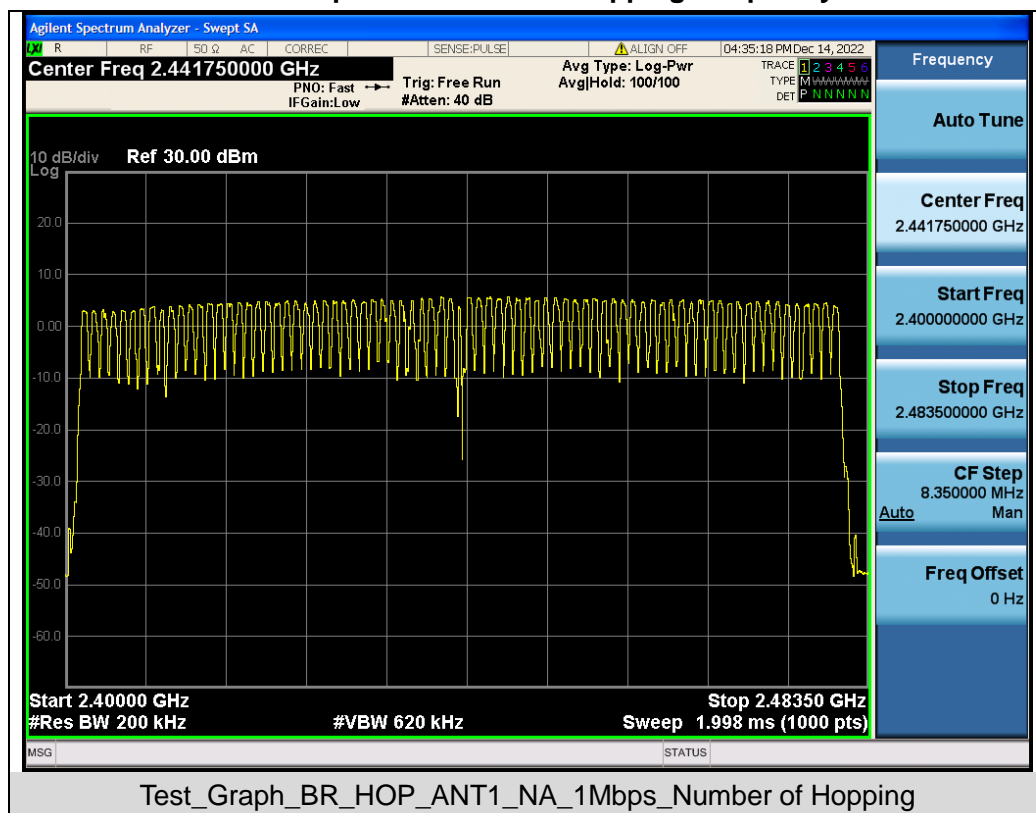 Agilent Spectrum Analyzer - Swept SA
LXI R RF 50 Ω AC CORREC SENSE:PULSE ALIGN OFF 04:35:18 PM Dec 14, 2022
Center Freq 2.441750000 GHz
PNO: Fast
IFGain:Low
Trig: Free Run
#Atten: 40 dB
Avg Type: Log-Pwr
Avg|Hold: 100/100
TRACE 1 2 3 4 5 6
TYPE M
DET P N N N N N
10 dB/div Ref 30.00 dBm
Log
20.0
10.0
0.00
-10.0
-20.0
-30.0
-40.0
-50.0
-60.0
Start 2.40000 GHz Stop 2.48350 GHz
#Res BW 200 kHz #VBW 620 kHz Sweep 1.998 ms (1000 pts)
MSG STATUS
Frequency
Auto Tune
Center Freq
2.441750000 GHz
Start Freq
2.400000000 GHz
Stop Freq
2.483500000 GHz
CF Step
8.350000 MHz
Auto Man
Freq Offset
0 Hz
Test_Graph_BR_HOP_ANT1_NA_1Mbps_Number of Hopping